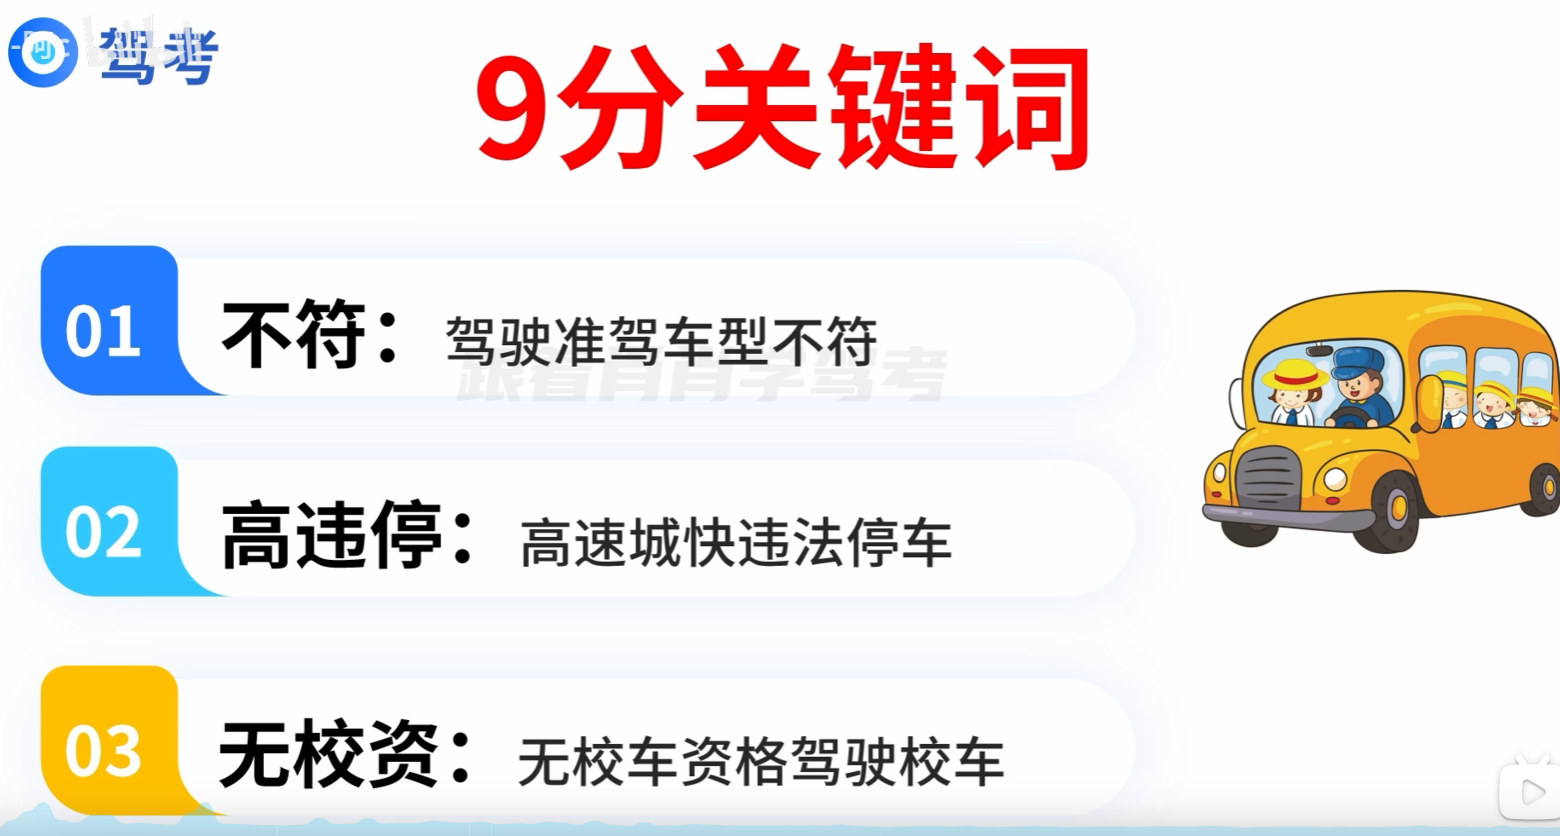 驾考
9分关键词
01
不符：驾驶准驾车型不符
跟着肖肖学驾考
02
高违停：高速城快违法停车
03
无校资：无校车资格驾驶校车